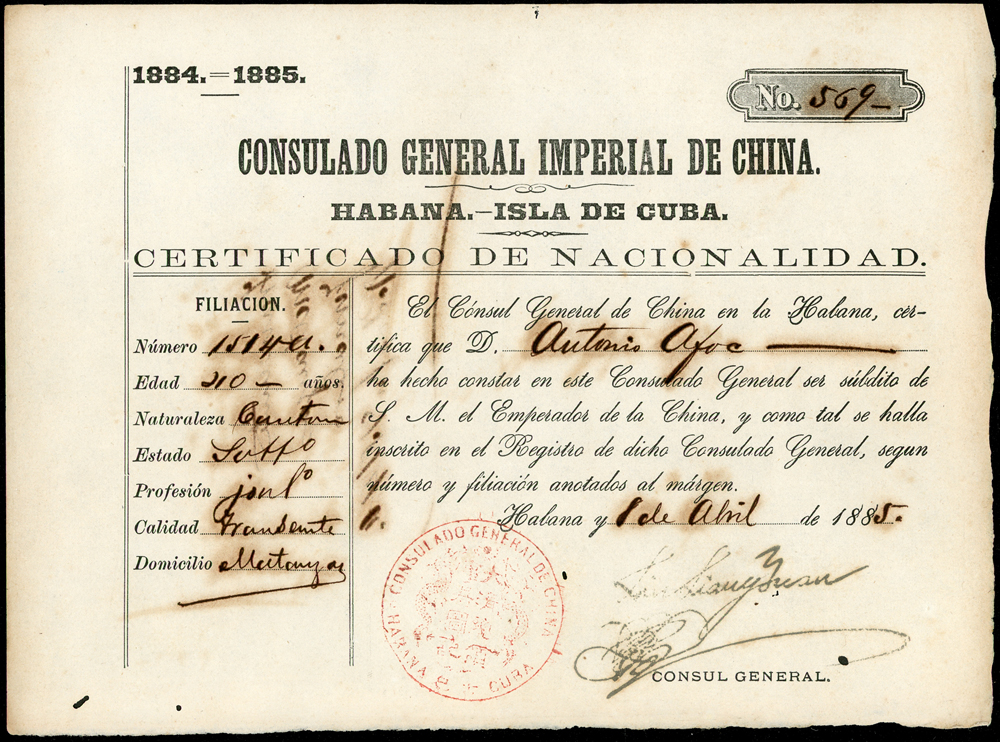 1884.=1885.
No. 569-
CONSULADO GENERAL IMPERIAL DE CHINA.
HABANA.-ISLA DE CUBA.
CERTIFICADO DE NACIONALIDAD.
FILIACION.
Número
Edad años.
Naturaleza Canton
Estado Soltº
Profesión jornlº
Calidad Transeunte
Domicilio Matanzas
El Cónsul General de China en la Habana, cer-
tifica que D. Antonio Afoc
ha hecho constar en este Consulado General ser súbdito de
S. M. el Emperador de la China, y como tal se halla
inscrito en el Registro de dicho Consulado General, segun
número y filiación anotados al márgen.
Habana y 8 de Abril de 1885.
CONSULADO GENERAL DE CHINA
HABANA CUBA
CONSUL GENERAL.